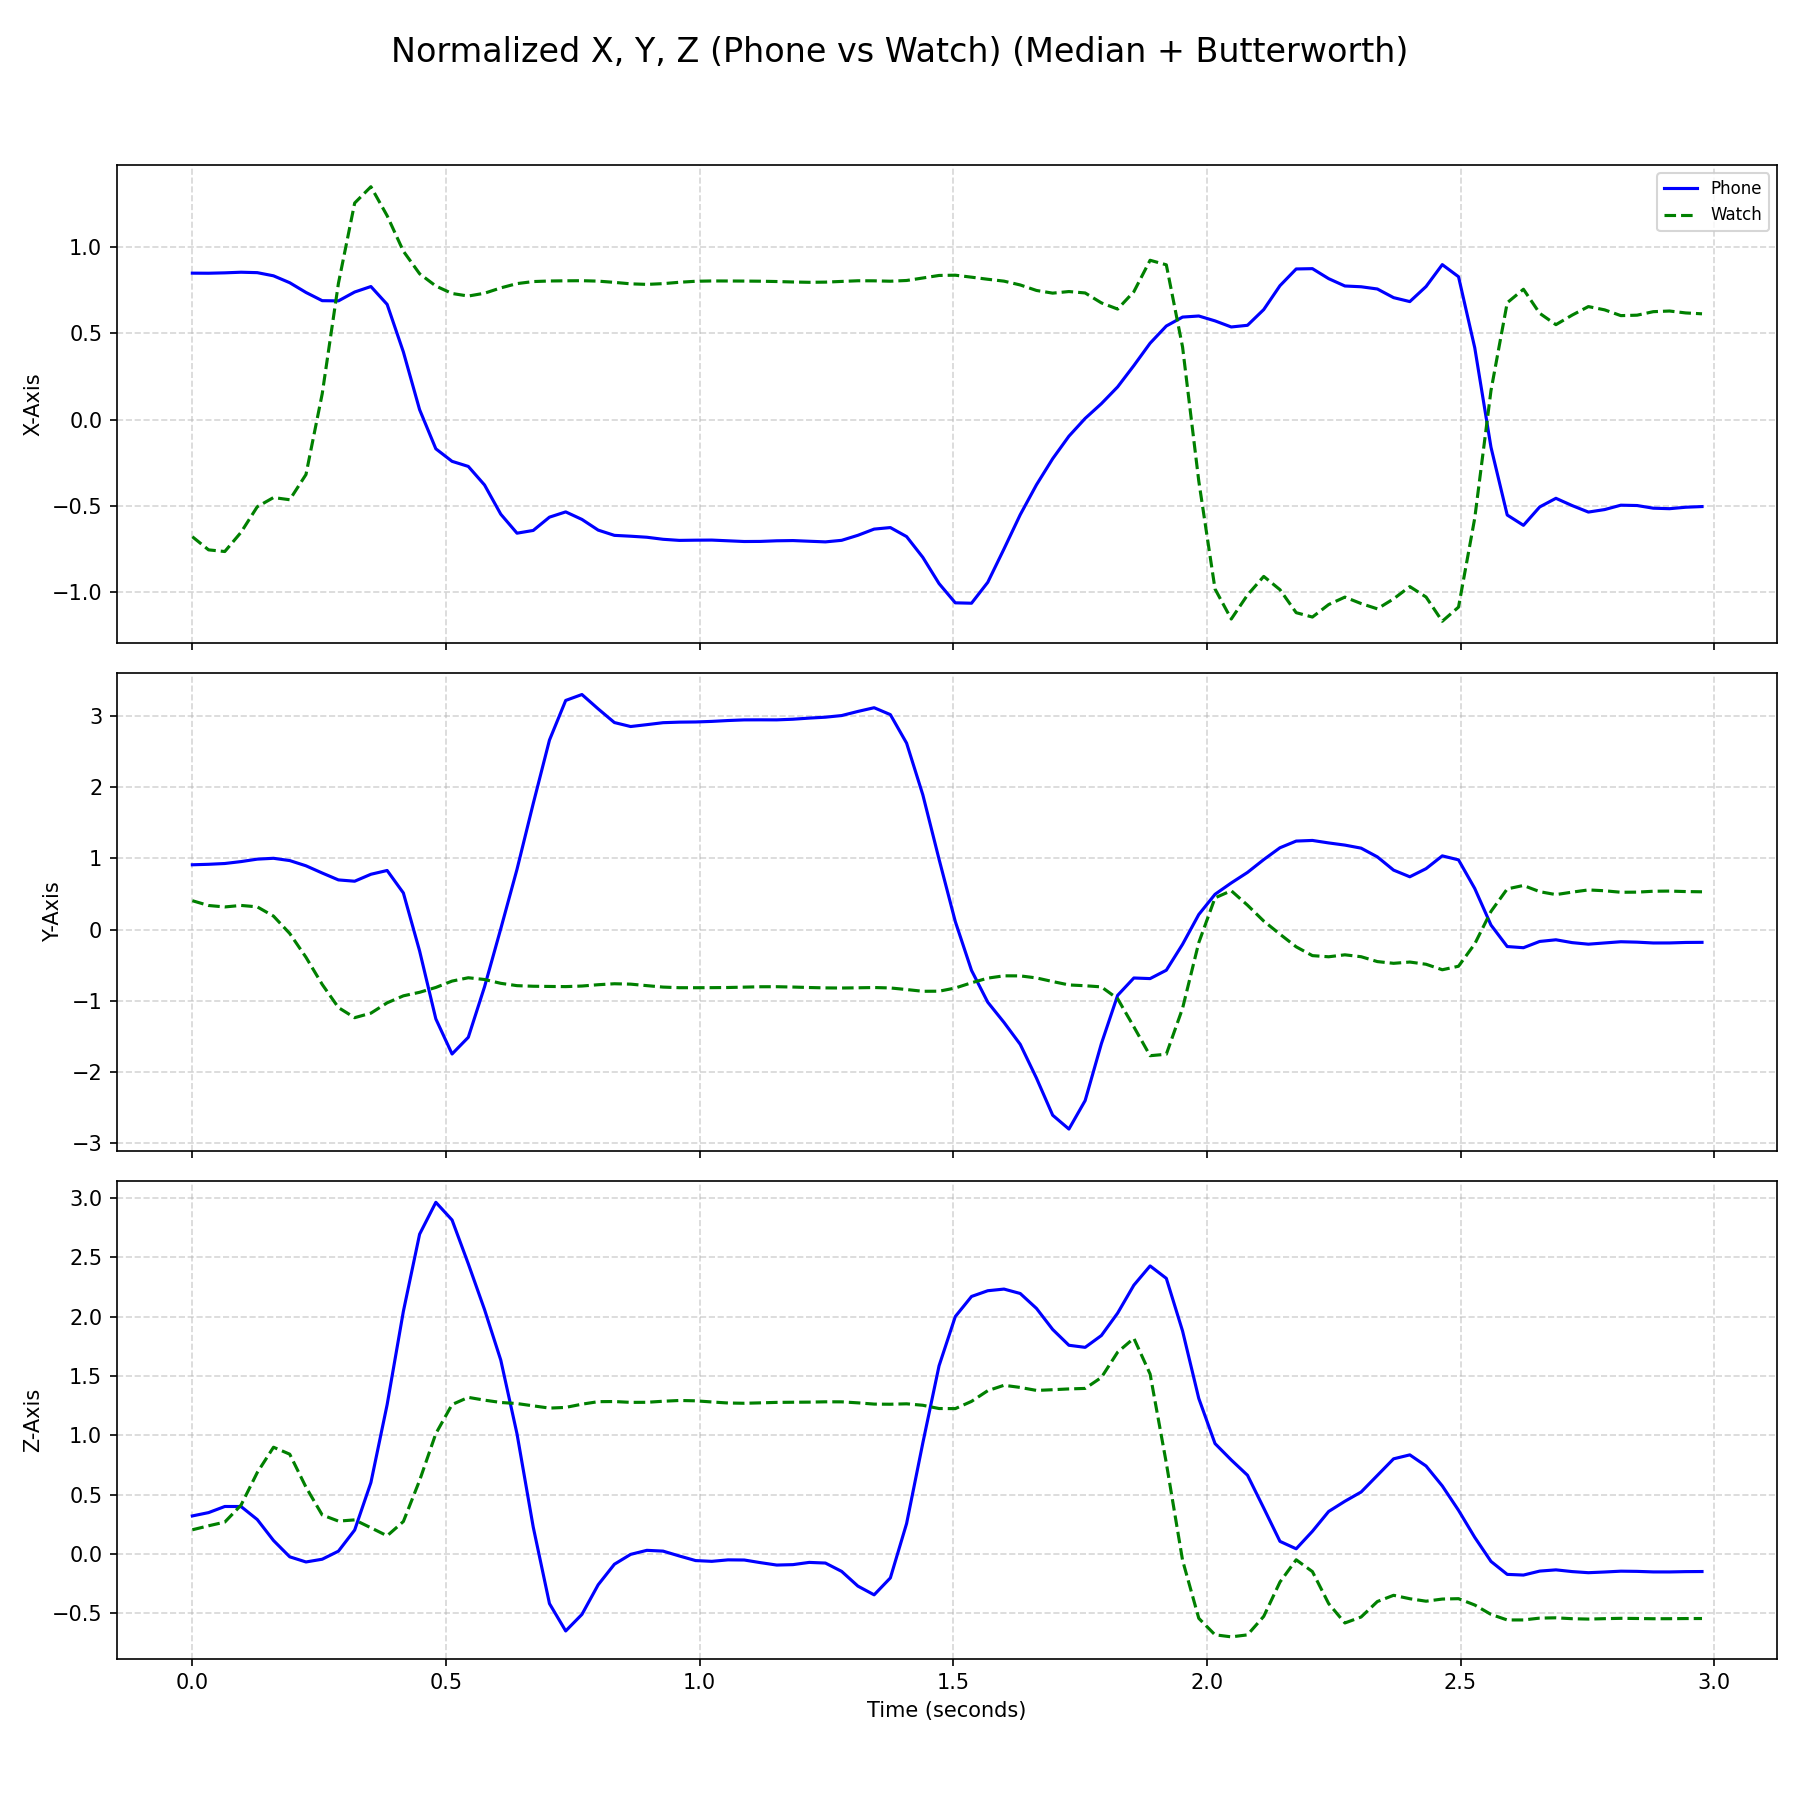 Normalized X, Y, Z (Phone vs Watch) (Median + Butterworth)
Phone
Watch
X-Axis
1.0
0.5
0.0
−0.5
−1.0
Y-Axis
3
2
1
0
−1
−2
−3
Z-Axis
3.0
2.5
2.0
1.5
1.0
0.5
0.0
−0.5
0.0 0.5 1.0 1.5 2.0 2.5 3.0
Time (seconds)